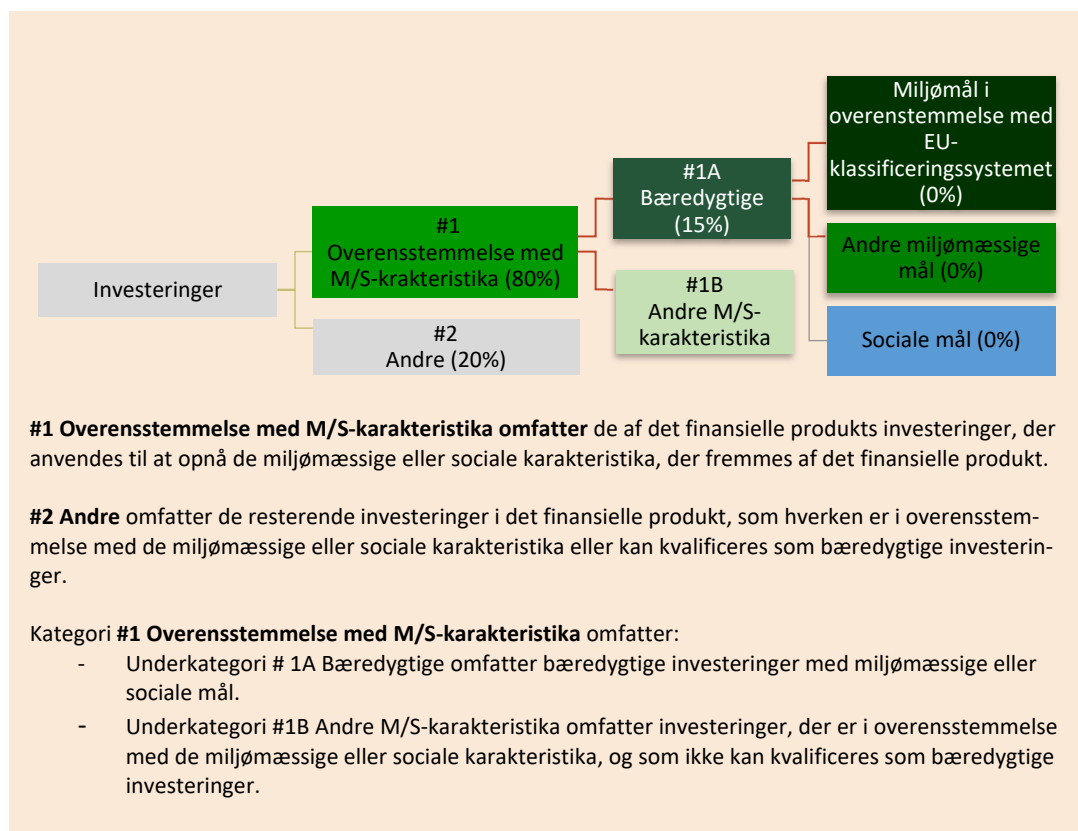 Investeringer
#1
Overensstemmelse med
M/S-krakteristika (80%)
#2
Andre (20%)
#1A
Bæredygtige
(15%)
#1B
Andre M/S-
karakteristika
Miljømål i
overenstemmelse med
EU-
klassificeringssystemet
(0%)
Andre miljømæssige
mål (0%)
Sociale mål (0%)
#1 Overensstemmelse med M/S-karakteristika omfatter de af det finansielle produkts investeringer, der
anvendes til at opnå de miljømæssige eller sociale karakteristika, der fremmes af det finansielle produkt.
#2 Andre omfatter de resterende investeringer i det finansielle produkt, som hverken er i overensstem-
melse med de miljømæssige eller sociale karakteristika eller kan kvalificeres som bæredygtige investerin-
ger.
Kategori #1 Overensstemmelse med M/S-karakteristika omfatter:
- Underkategori # 1A Bæredygtige omfatter bæredygtige investeringer med miljømæssige eller
sociale mål.
- Underkategori #1B Andre M/S-karakteristika omfatter investeringer, der er i overensstemmelse
med de miljømæssige eller sociale karakteristika, og som ikke kan kvalificeres som bæredygtige
investeringer.